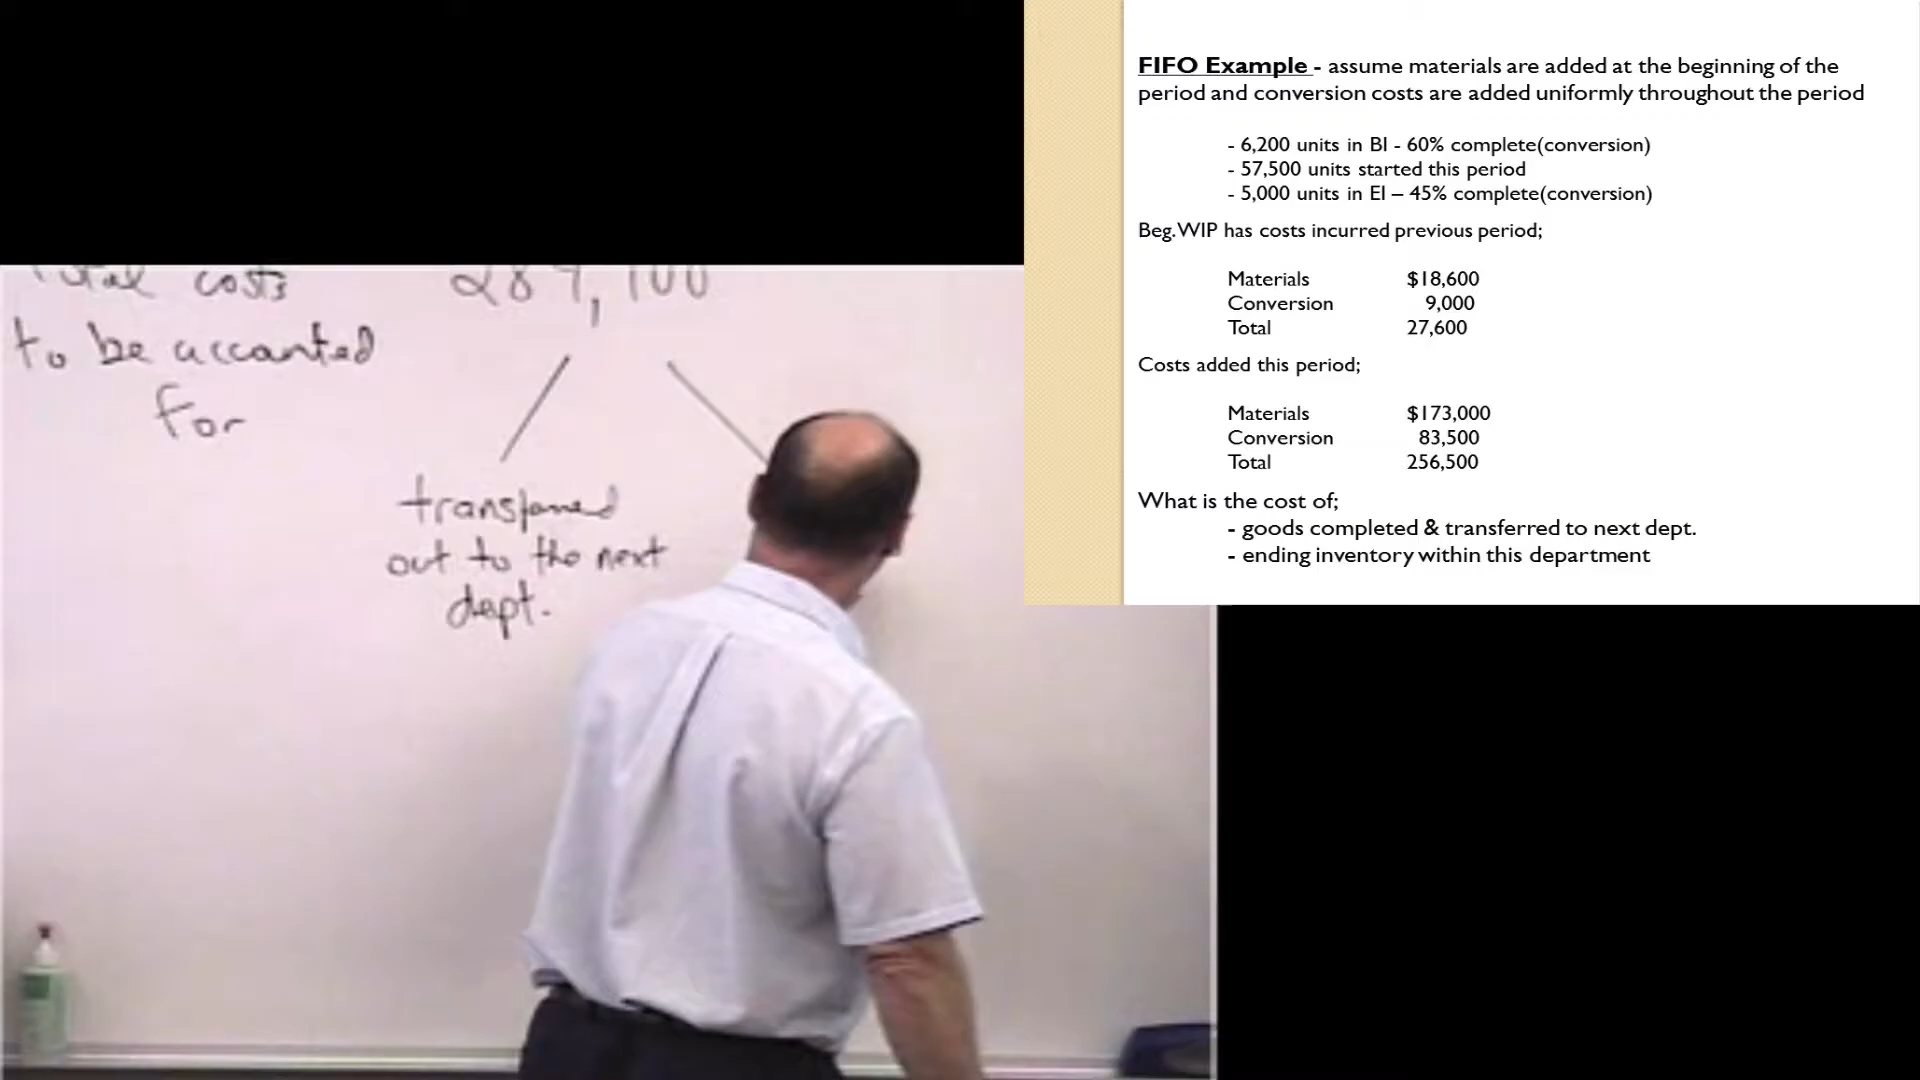 FIFO Example - assume materials are added at the beginning of the
period and conversion costs are added uniformly throughout the period
- 6,200 units in BI - 60% complete(conversion)
- 57,500 units started this period
- 5,000 units in EI – 45% complete(conversion)
Beg. WIP has costs incurred previous period;
Materials $18,600
Conversion 9,000
Total 27,600
Costs added this period;
Materials $173,000
Conversion 83,500
Total 256,500
What is the cost of;
- goods completed & transferred to next dept.
- ending inventory within this department
Total costs
to be accounted
for
transferred
out to the next
dept.